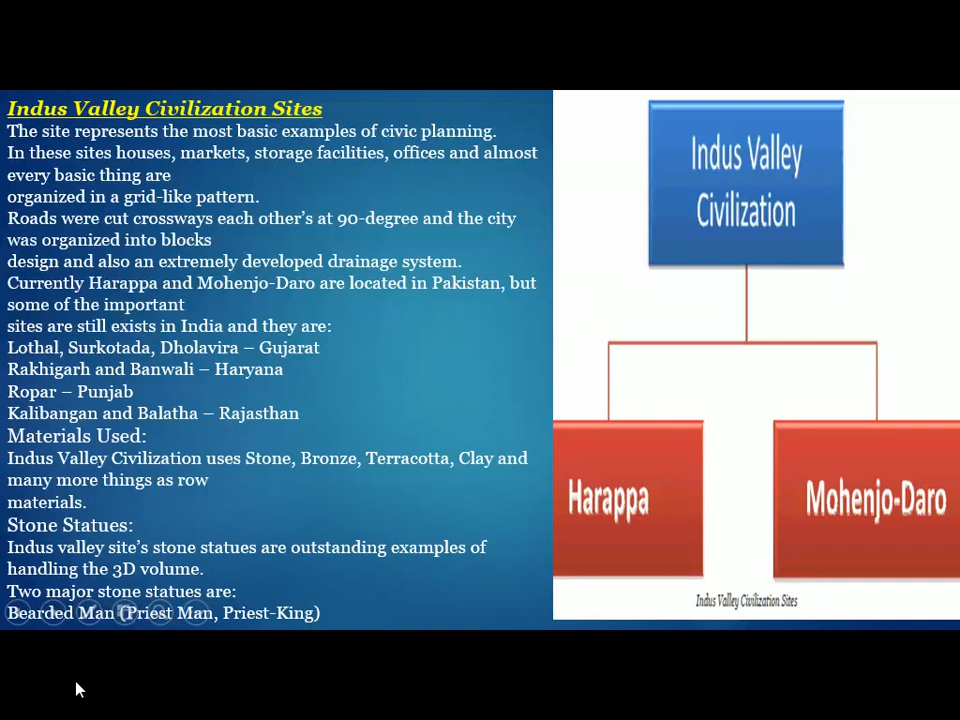 Indus Valley Civilization Sites
The site represents the most basic examples of civic planning.
In these sites houses, markets, storage facilities, offices and almost
every basic thing are
organized in a grid-like pattern.
Roads were cut crossways each other's at 90-degree and the city
was organized into blocks
design and also an extremely developed drainage system.
Currently Harappa and Mohenjo-Daro are located in Pakistan, but
some of the important
sites are still exists in India and they are:
Lothal, Surkotada, Dholavira – Gujarat
Rakhigarh and Banwali – Haryana
Ropar – Punjab
Kalibangan and Balatha – Rajasthan
Materials Used:
Indus Valley Civilization uses Stone, Bronze, Terracotta, Clay and
many more things as row
materials.
Stone Statues:
Indus valley site's stone statues are outstanding examples of
handling the 3D volume.
Two major stone statues are:
Bearded Man (Priest Man, Priest-King)
Indus Valley
Civilization
Harappa
Mohenjo-Daro
Indus Valley Civilization Sites